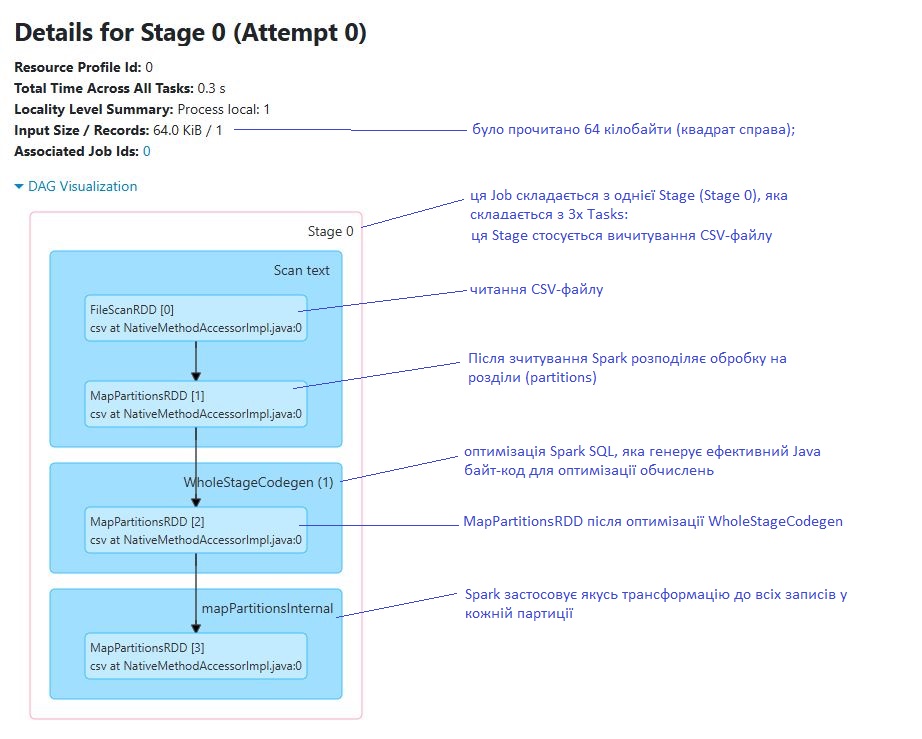 Details for Stage 0 (Attempt 0)
Resource Profile Id: 0
Total Time Across All Tasks: 0.3 s
Locality Level Summary: Process local: 1
Input Size / Records: 64.0 KiB / 1
було прочитано 64 кілобайти (квадрат справа);
Associated Job Ids: 0
DAG Visualization
ця Job складається з однієї Stage (Stage 0), яка
складається з 3х Tasks:
ця Stage стосується вичитування CSV-файлу
Stage 0
Scan text
читання CSV-файлу
FileScanRDD [0]
csv at NativeMethodAccessorImpl.java:0
Після зчитування Spark розподіляє обробку на
розділи (partitions)
MapPartitionsRDD [1]
csv at NativeMethodAccessorImpl.java:0
оптимізація Spark SQL, яка генерує ефективний Java
байт-код для оптимізації обчислень
WholeStageCodegen (1)
MapPartitionsRDD [2]
csv at NativeMethodAccessorImpl.java:0
MapPartitionsRDD після оптимізації WholeStageCodegen
Spark застосовує якусь трансформацію до всіх записів у
кожній партиції
mapPartitionsInternal
MapPartitionsRDD [3]
csv at NativeMethodAccessorImpl.java:0